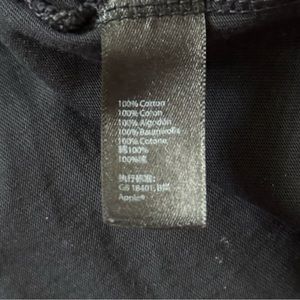 100% Cotton
100% Coton
100% Algodón
100% Baumwolle
100% Cotone
綿100%
100%棉
执行标准:
GB 18401, B类
Apple®